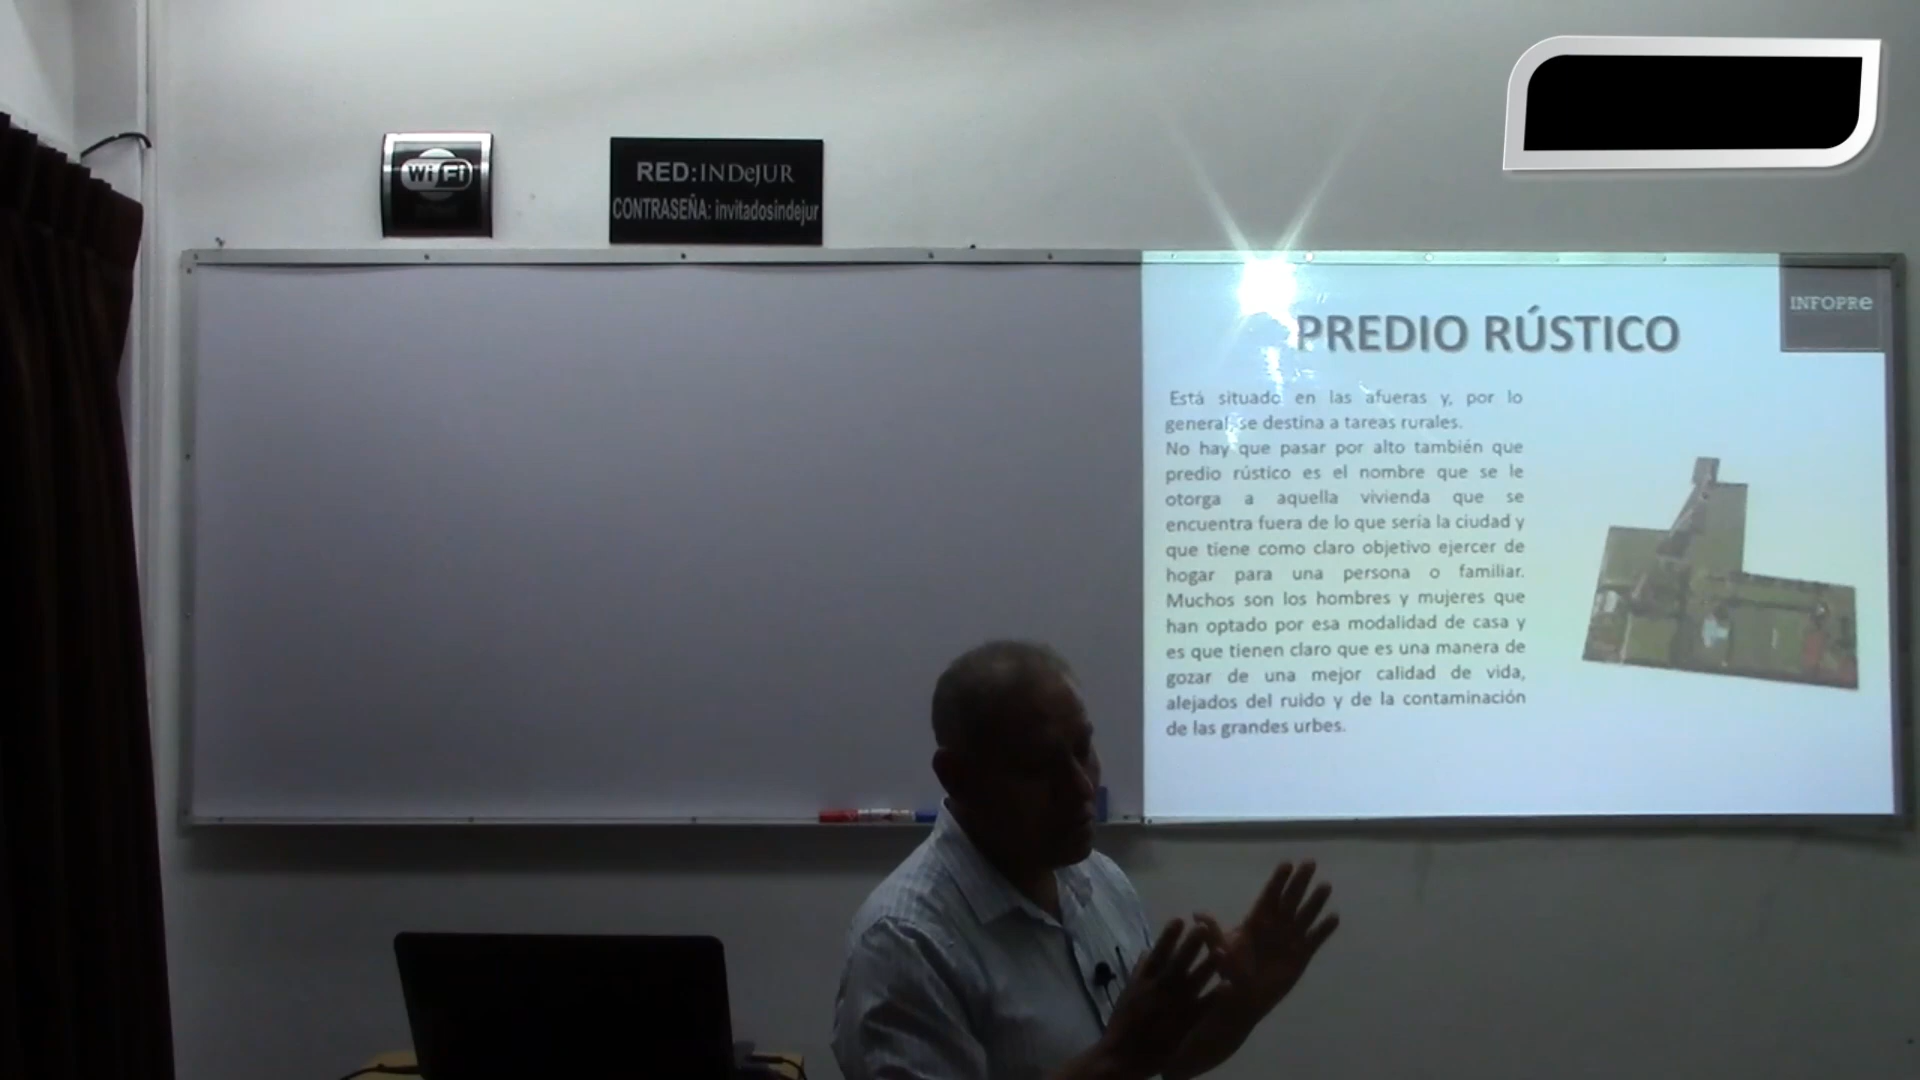 Wi Fi
RED:INDeJUR
CONTRASEÑA: invitadosindejur
INFOPRe
PREDIO RÚSTICO
Está situado en las afueras y, por lo
general, se destina a tareas rurales.
No hay que pasar por alto también que
predio rústico es el nombre que se le
otorga a aquella vivienda que se
encuentra fuera de lo que sería la ciudad y
que tiene como claro objetivo ejercer de
hogar para una persona o familiar.
Muchos son los hombres y mujeres que
han optado por esa modalidad de casa y
es que tienen claro que es una manera de
gozar de una mejor calidad de vida,
alejados del ruido y de la contaminación
de las grandes urbes.